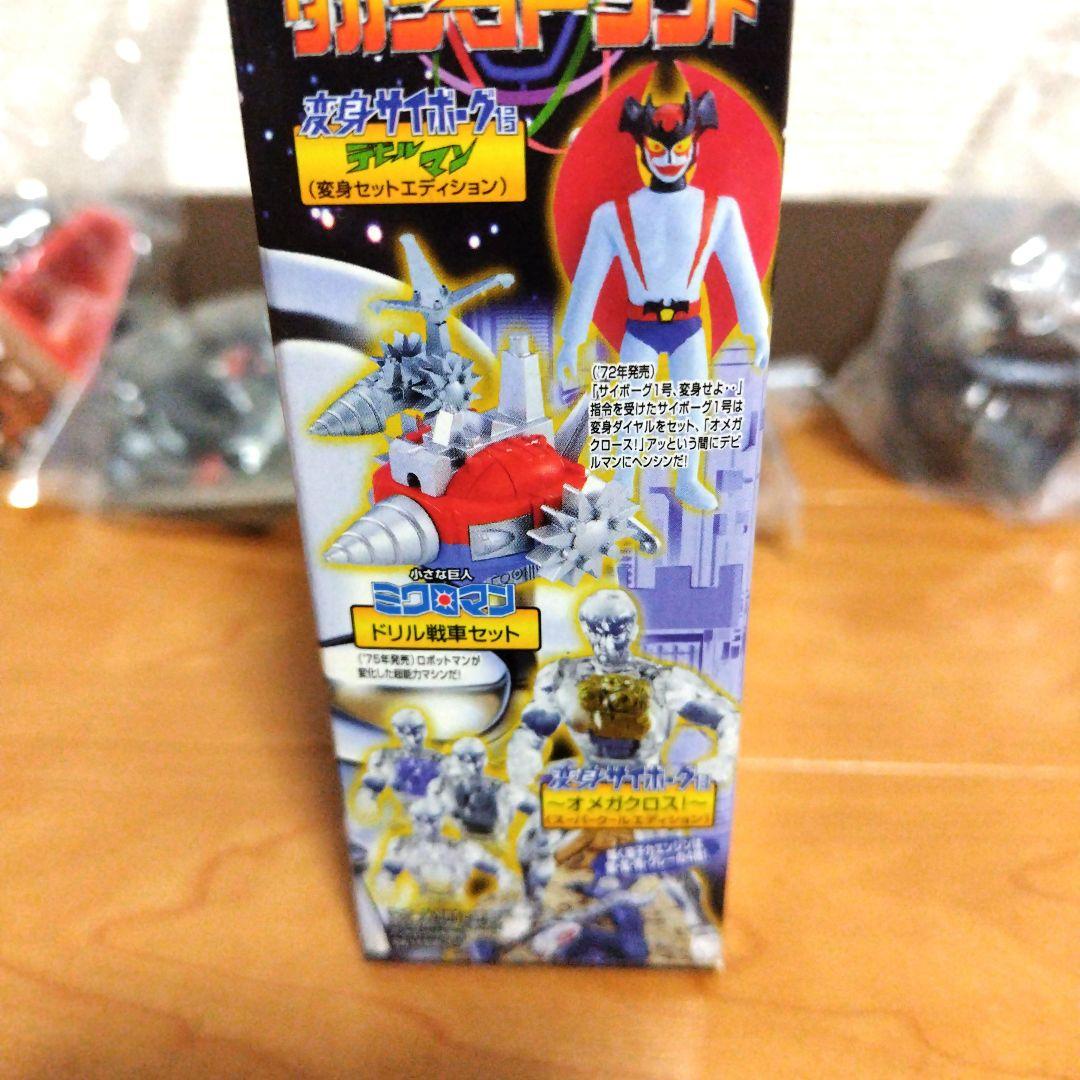 タカラSFランド
変身サイボーグ1号
デビルマン
(変身セットエディション)
('72年発売)
「サイボーグ1号、変身せよ・・」
指令を受けたサイボーグ1号は
変身ダイヤルをセット、「オメガ
クロース!」アッという間にデビ
ルマンにヘンシンだ!
小さな巨人
ミクロマン
ドリル戦車セット
('75年発売)ロボットマンが
変化した超能力マシンだ!
変身サイボーグ1号
〜オメガクロス!〜
(スーパークールエディション)